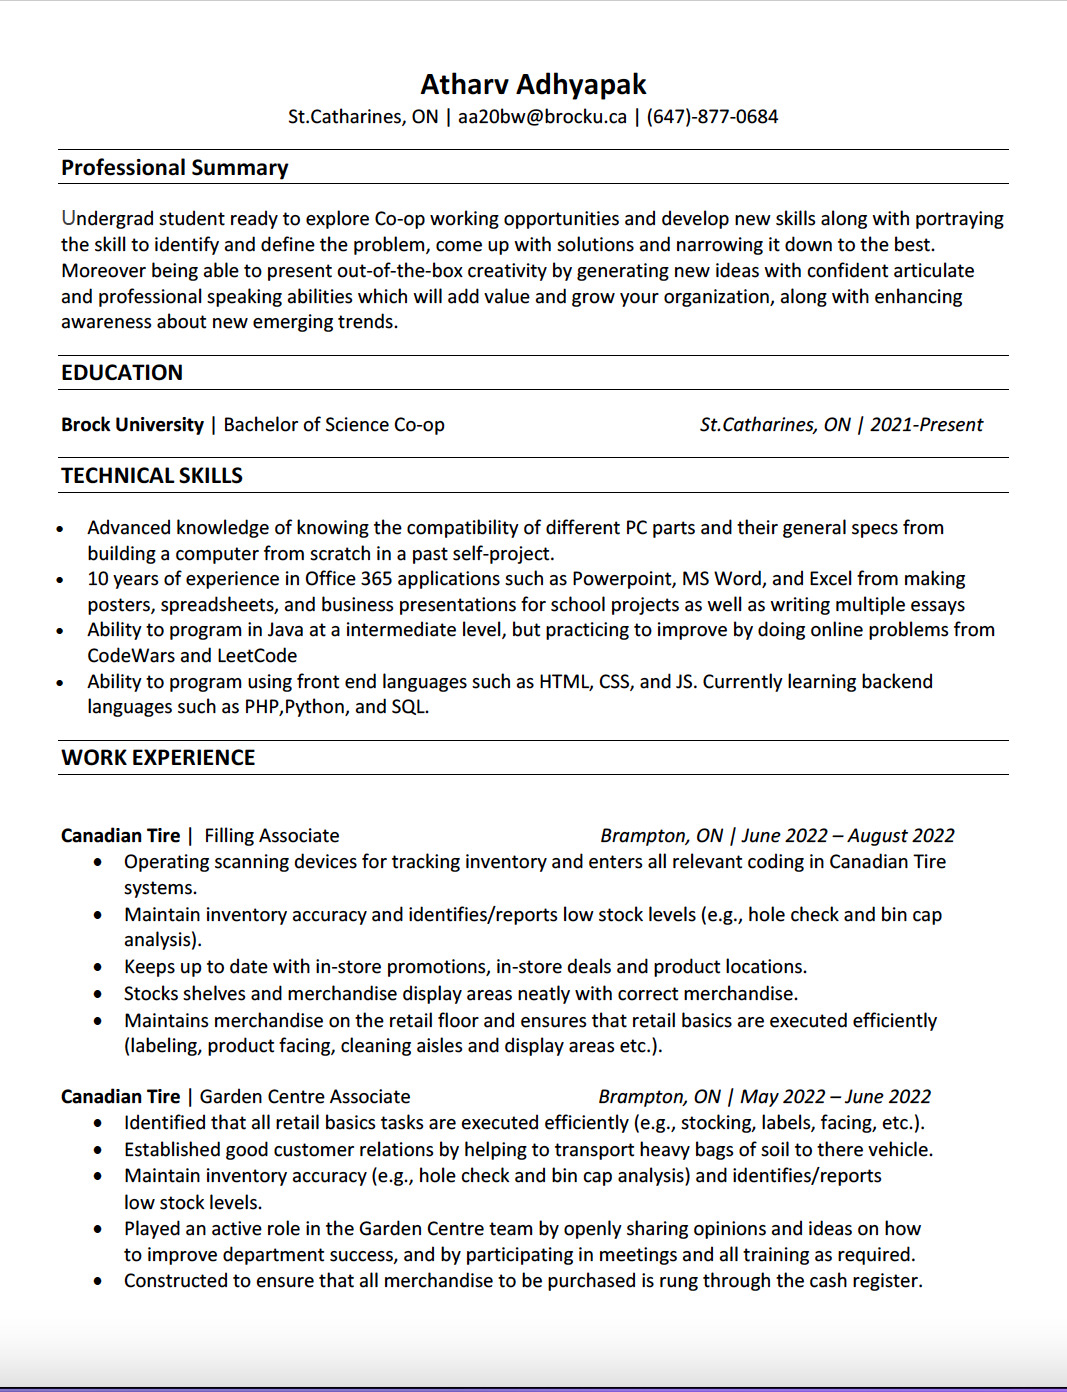 Atharv Adhyapak
St.Catharines, ON | aa20bw@brocku.ca | (647)-877-0684
Professional Summary
Undergrad student ready to explore Co-op working opportunities and develop new skills along with portraying
the skill to identify and define the problem, come up with solutions and narrowing it down to the best.
Moreover being able to present out-of-the-box creativity by generating new ideas with confident articulate
and professional speaking abilities which will add value and grow your organization, along with enhancing
awareness about new emerging trends.
EDUCATION
Brock University | Bachelor of Science Co-op St.Catharines, ON | 2021-Present
TECHNICAL SKILLS
• Advanced knowledge of knowing the compatibility of different PC parts and their general specs from
building a computer from scratch in a past self-project.
• 10 years of experience in Office 365 applications such as Powerpoint, MS Word, and Excel from making
posters, spreadsheets, and business presentations for school projects as well as writing multiple essays
• Ability to program in Java at a intermediate level, but practicing to improve by doing online problems from
CodeWars and LeetCode
• Ability to program using front end languages such as HTML, CSS, and JS. Currently learning backend
languages such as PHP,Python, and SQL.
WORK EXPERIENCE
Canadian Tire | Filling Associate Brampton, ON | June 2022 – August 2022
• Operating scanning devices for tracking inventory and enters all relevant coding in Canadian Tire
systems.
• Maintain inventory accuracy and identifies/reports low stock levels (e.g., hole check and bin cap
analysis).
• Keeps up to date with in-store promotions, in-store deals and product locations.
• Stocks shelves and merchandise display areas neatly with correct merchandise.
• Maintains merchandise on the retail floor and ensures that retail basics are executed efficiently
(labeling, product facing, cleaning aisles and display areas etc.).
Canadian Tire | Garden Centre Associate Brampton, ON | May 2022 – June 2022
• Identified that all retail basics tasks are executed efficiently (e.g., stocking, labels, facing, etc.).
• Established good customer relations by helping to transport heavy bags of soil to there vehicle.
• Maintain inventory accuracy (e.g., hole check and bin cap analysis) and identifies/reports
low stock levels.
• Played an active role in the Garden Centre team by openly sharing opinions and ideas on how
to improve department success, and by participating in meetings and all training as required.
• Constructed to ensure that all merchandise to be purchased is rung through the cash register.